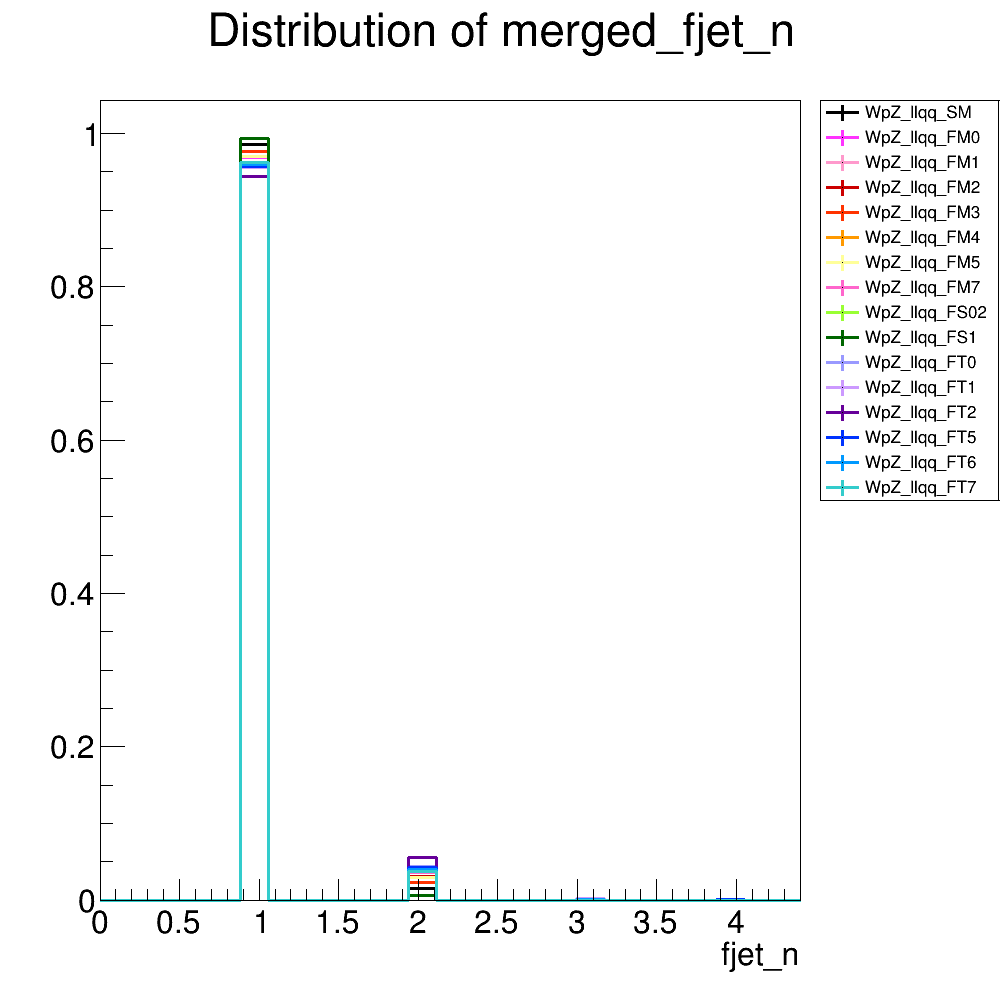 Distribution of merged_fjet_n
1
0.8
0.6
0.4
0.2
0
0 0.5 1 1.5 2 2.5 3 3.5 4
fjet_n
WpZ_llqq_SM
WpZ_llqq_FM0
WpZ_llqq_FM1
WpZ_llqq_FM2
WpZ_llqq_FM3
WpZ_llqq_FM4
WpZ_llqq_FM5
WpZ_llqq_FM7
WpZ_llqq_FS02
WpZ_llqq_FS1
WpZ_llqq_FT0
WpZ_llqq_FT1
WpZ_llqq_FT2
WpZ_llqq_FT5
WpZ_llqq_FT6
WpZ_llqq_FT7